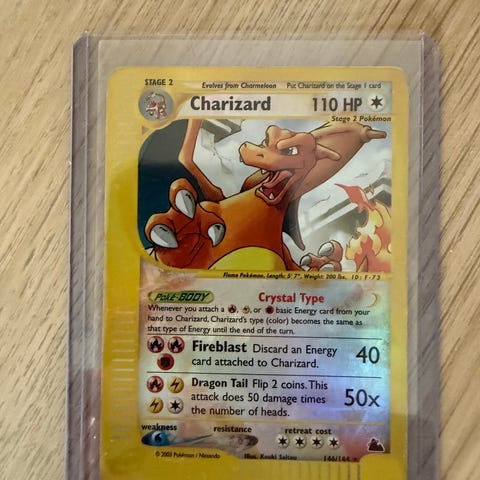 STAGE 2
Evolves from Charmeleon Put Charizard on the Stage 1 card
Charizard 110 HP
Stage 2 Pokémon
Flame Pokémon. Length: 5' 7", Weight: 200 lbs. ID: F-73
Poké-BODY Crystal Type
Whenever you attach a , , or basic Energy card from your
hand to Charizard, Charizard's type (color) becomes the same as
that type of Energy until the end of the turn.
Fireblast Discard an Energy
card attached to Charizard. 40
Dragon Tail Flip 2 coins. This
attack does 50 damage times
the number of heads. 50x
weakness resistance retreat cost
© 2003 Pokémon / Nintendo Illus. Kouki Saitou 146/144